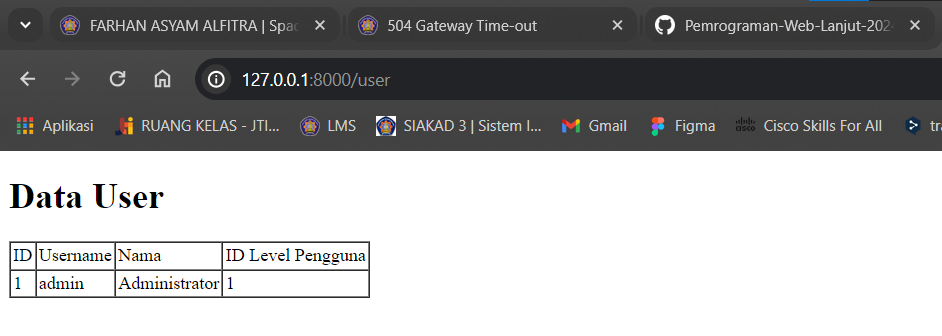 FARHAN ASYAM ALFITRA | Spac
504 Gateway Time-out
Pemrograman-Web-Lanjut-202
127.0.0.1:8000/user
Aplikasi
RUANG KELAS - JTI...
LMS
SIAKAD 3 | Sistem I...
Gmail
Figma
cisco
Cisco Skills For All
tra
Data User
ID Username Nama ID Level Pengguna
1 admin Administrator 1